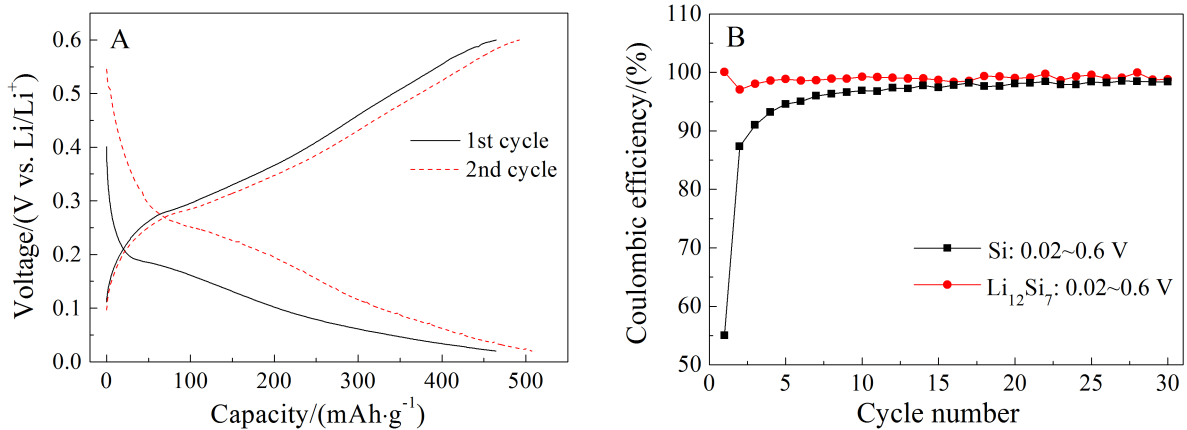 A
0.6
0.5
0.4
0.3
0.2
0.1
0.0
Voltage/(V vs. Li/Li⁺
1st cycle
2nd cycle
0 100 200 300 400 500
Capacity/(mAh·g⁻¹)
B
110
100
90
80
70
60
50
Coulombic efficiency/(%)
Si: 0.02~0.6 V
Li₁₂Si₇: 0.02~0.6 V
0 5 10 15 20 25 30
Cycle number